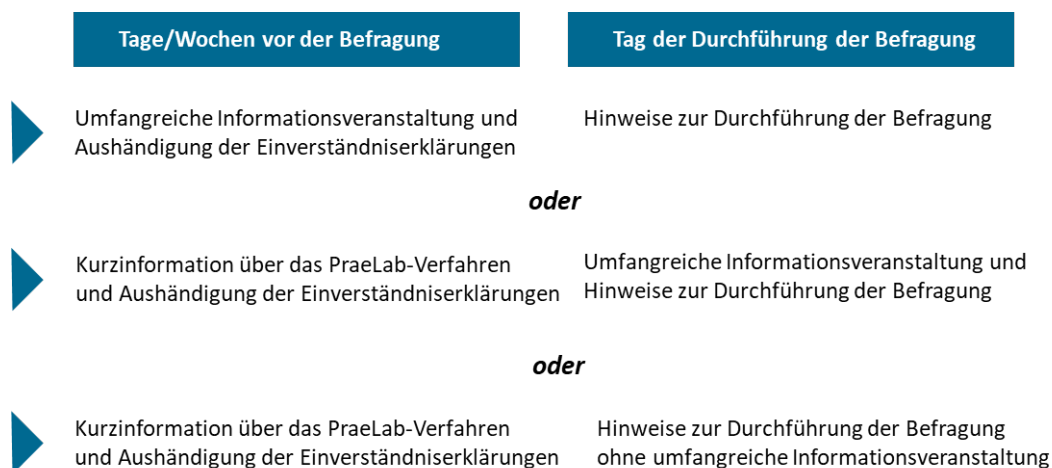 Tage/Wochen vor der Befragung
Tag der Durchführung der Befragung
Umfangreiche Informationsveranstaltung und
Aushändigung der Einverständniserklärungen
Hinweise zur Durchführung der Befragung
oder
Kurzinformation über das PraeLab-Verfahren
und Aushändigung der Einverständniserklärungen
Umfangreiche Informationsveranstaltung und
Hinweise zur Durchführung der Befragung
oder
Kurzinformation über das PraeLab-Verfahren
und Aushändigung der Einverständniserklärungen
Hinweise zur Durchführung der Befragung
ohne umfangreiche Informationsveranstaltung